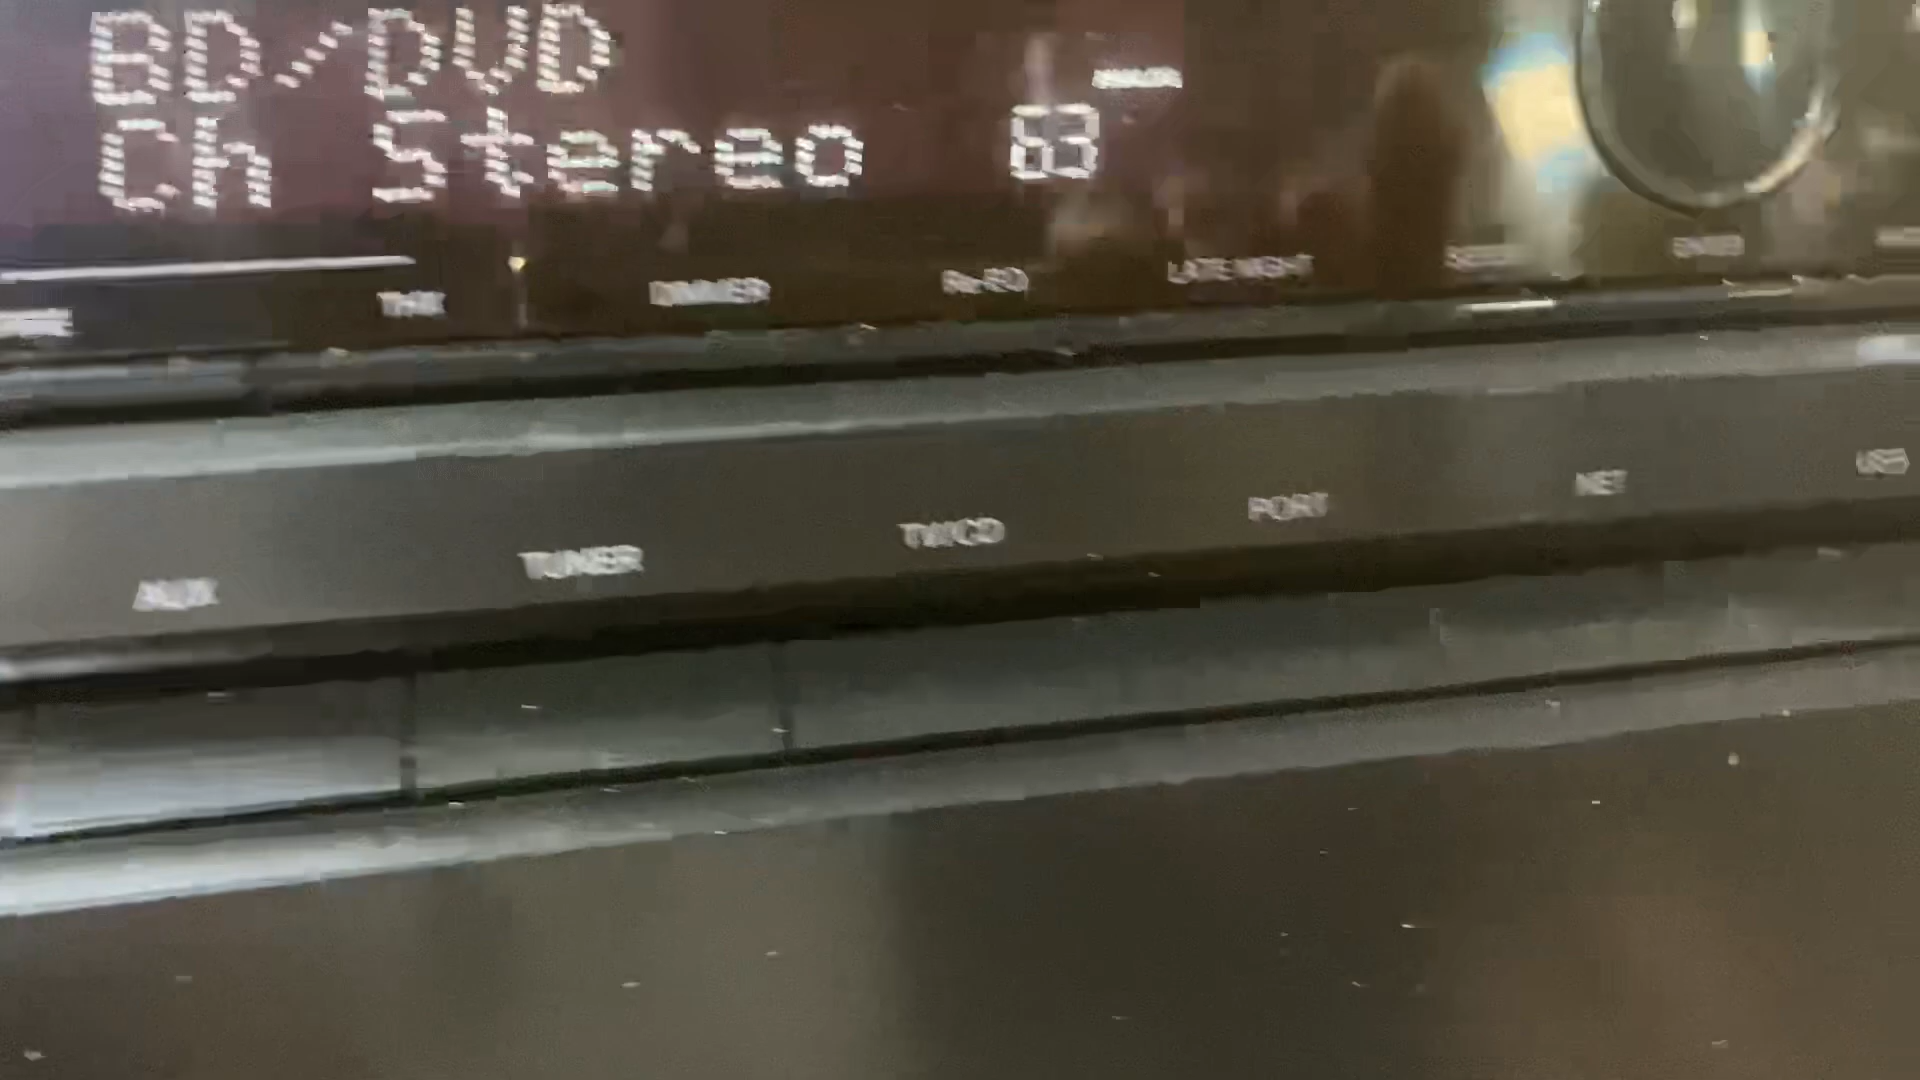 BD/DVD
Ch Stereo 63
THX DIMMER Re-EQ LATE NIGHT
AUX TUNER TV/CD PORT NET USB